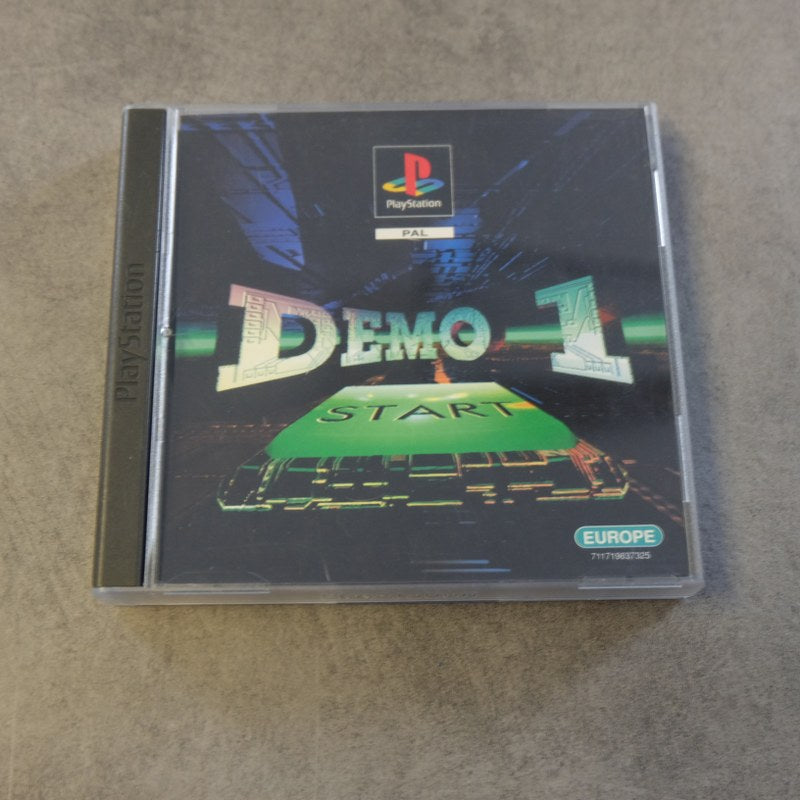 PlayStation
PlayStation
PAL
DEMO 1
START
EUROPE
711719837325